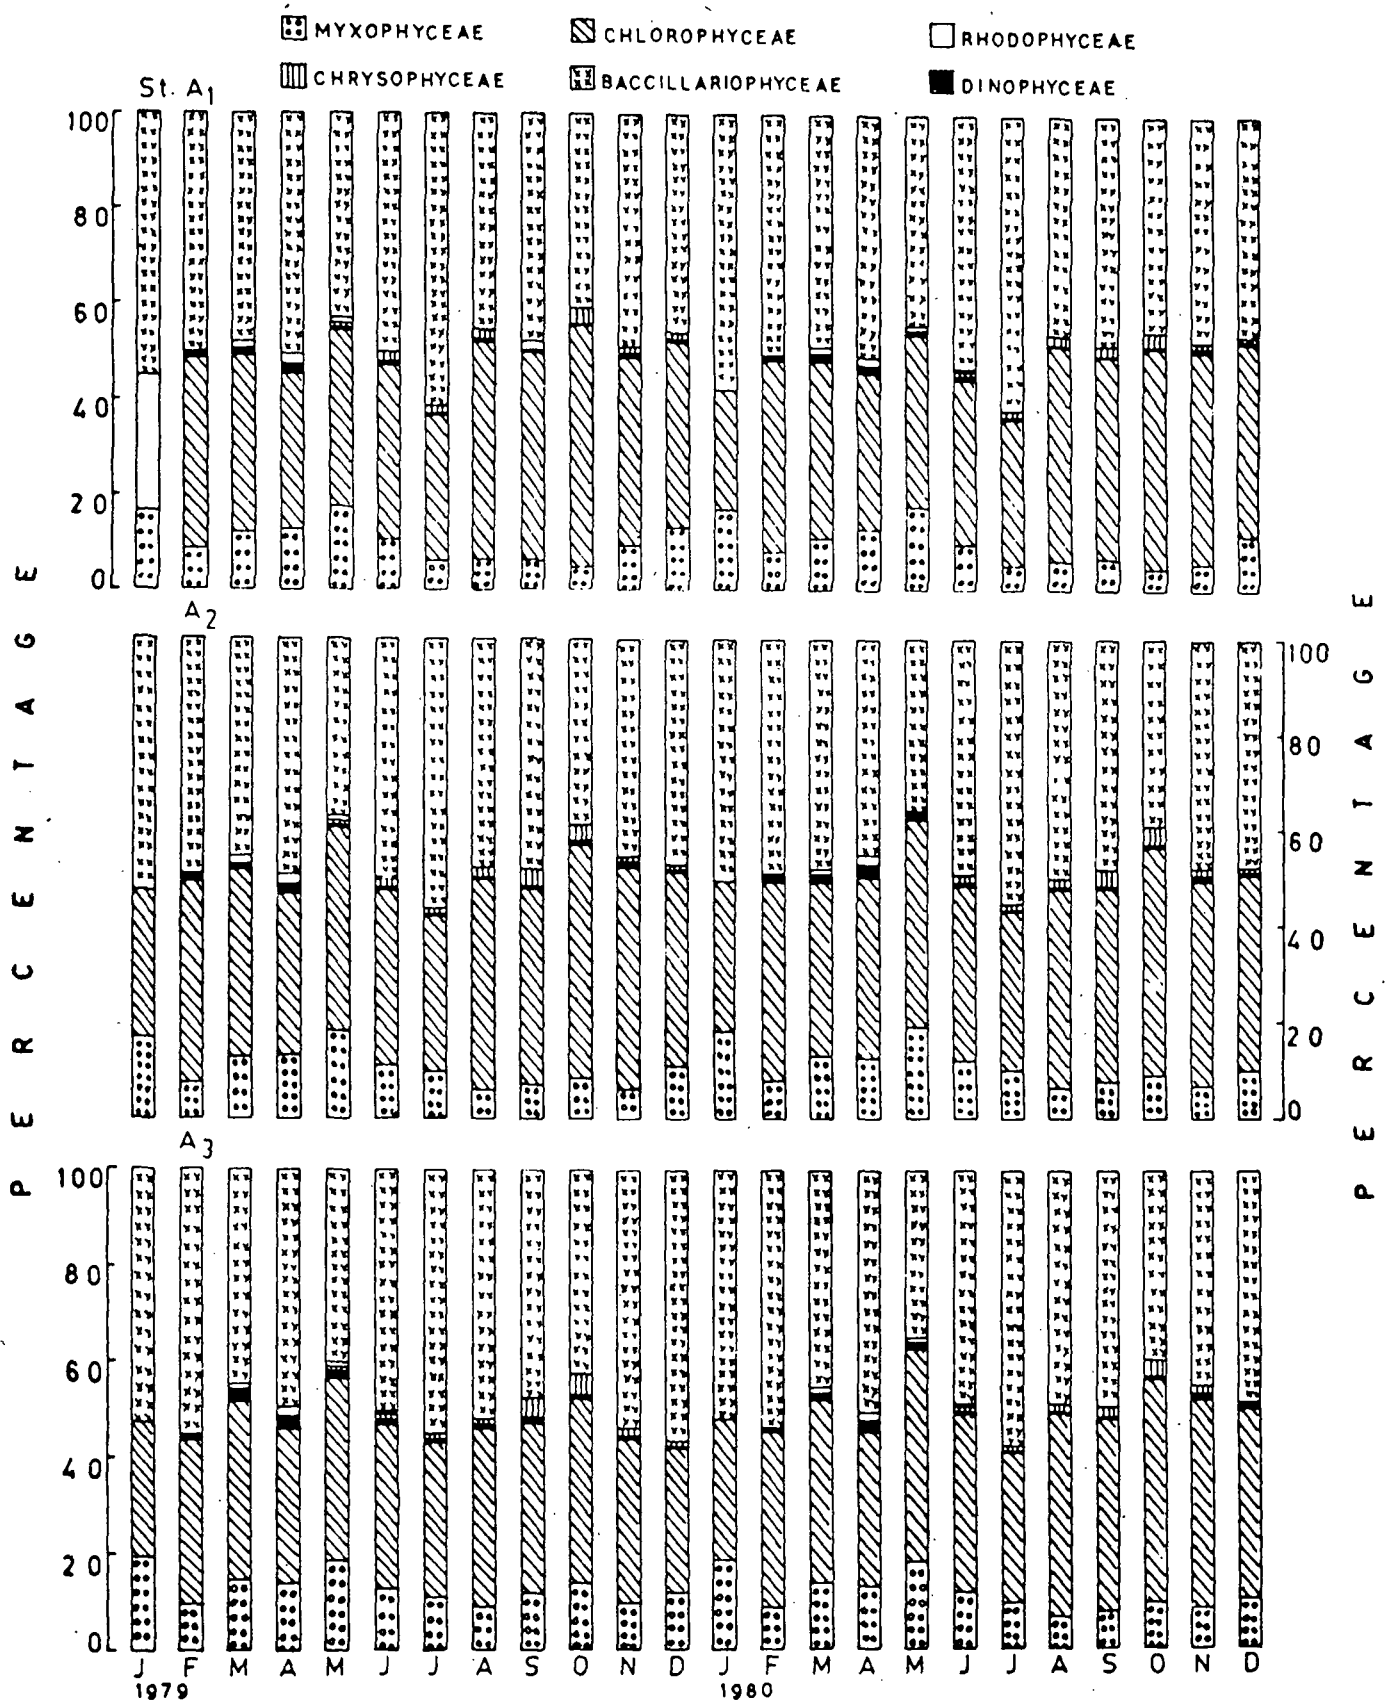 MYXOPHYCEAE CHLOROPHYCEAE RHODOPHYCEAE
CHRYSOPHYCEAE BACCILLARIOPHYCEAE DINOPHYCEAE
St. A1
100
80
60
40
20
0
A2
100
80
60
40
20
0
A3
100
80
60
40
20
0
PERCENTAGE
PERCENTAGE
J F M A M J J A S O N D J F M A M J J A S O N D
1979 1980